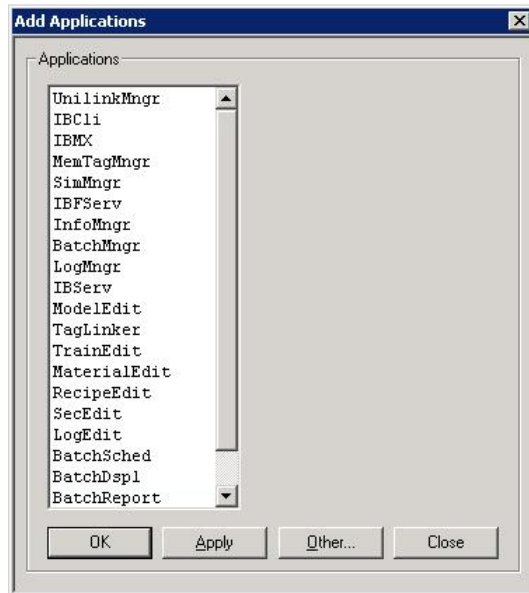 Add Applications
Applications
UnilinkMngr
IBCli
IBMX
MemTagMngr
SimMngr
IBFServ
InfoMngr
BatchMngr
LogMngr
IBServ
ModelEdit
TagLinker
TrainEdit
MaterialEdit
RecipeEdit
SecEdit
LogEdit
BatchSched
BatchDspl
BatchReport
OK Apply Other... Close